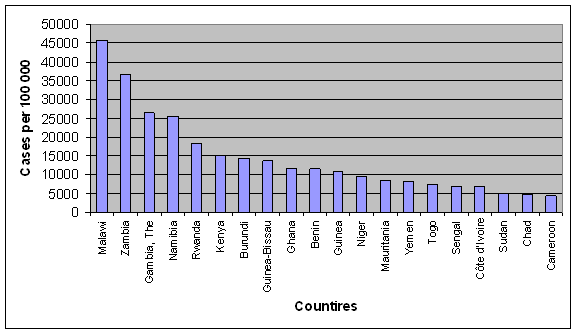 50000
45000
40000
35000
30000
25000
20000
15000
10000
5000
0
Cases per 100 000
Malawi
Zambia
Gambia, The
Namibia
Rwanda
Kenya
Burundi
Guinea-Bissau
Ghana
Benin
Guinea
Niger
Mauritania
Yemen
Togo
Sengal
Côte d'Ivoire
Sudan
Chad
Cameroon
Countires